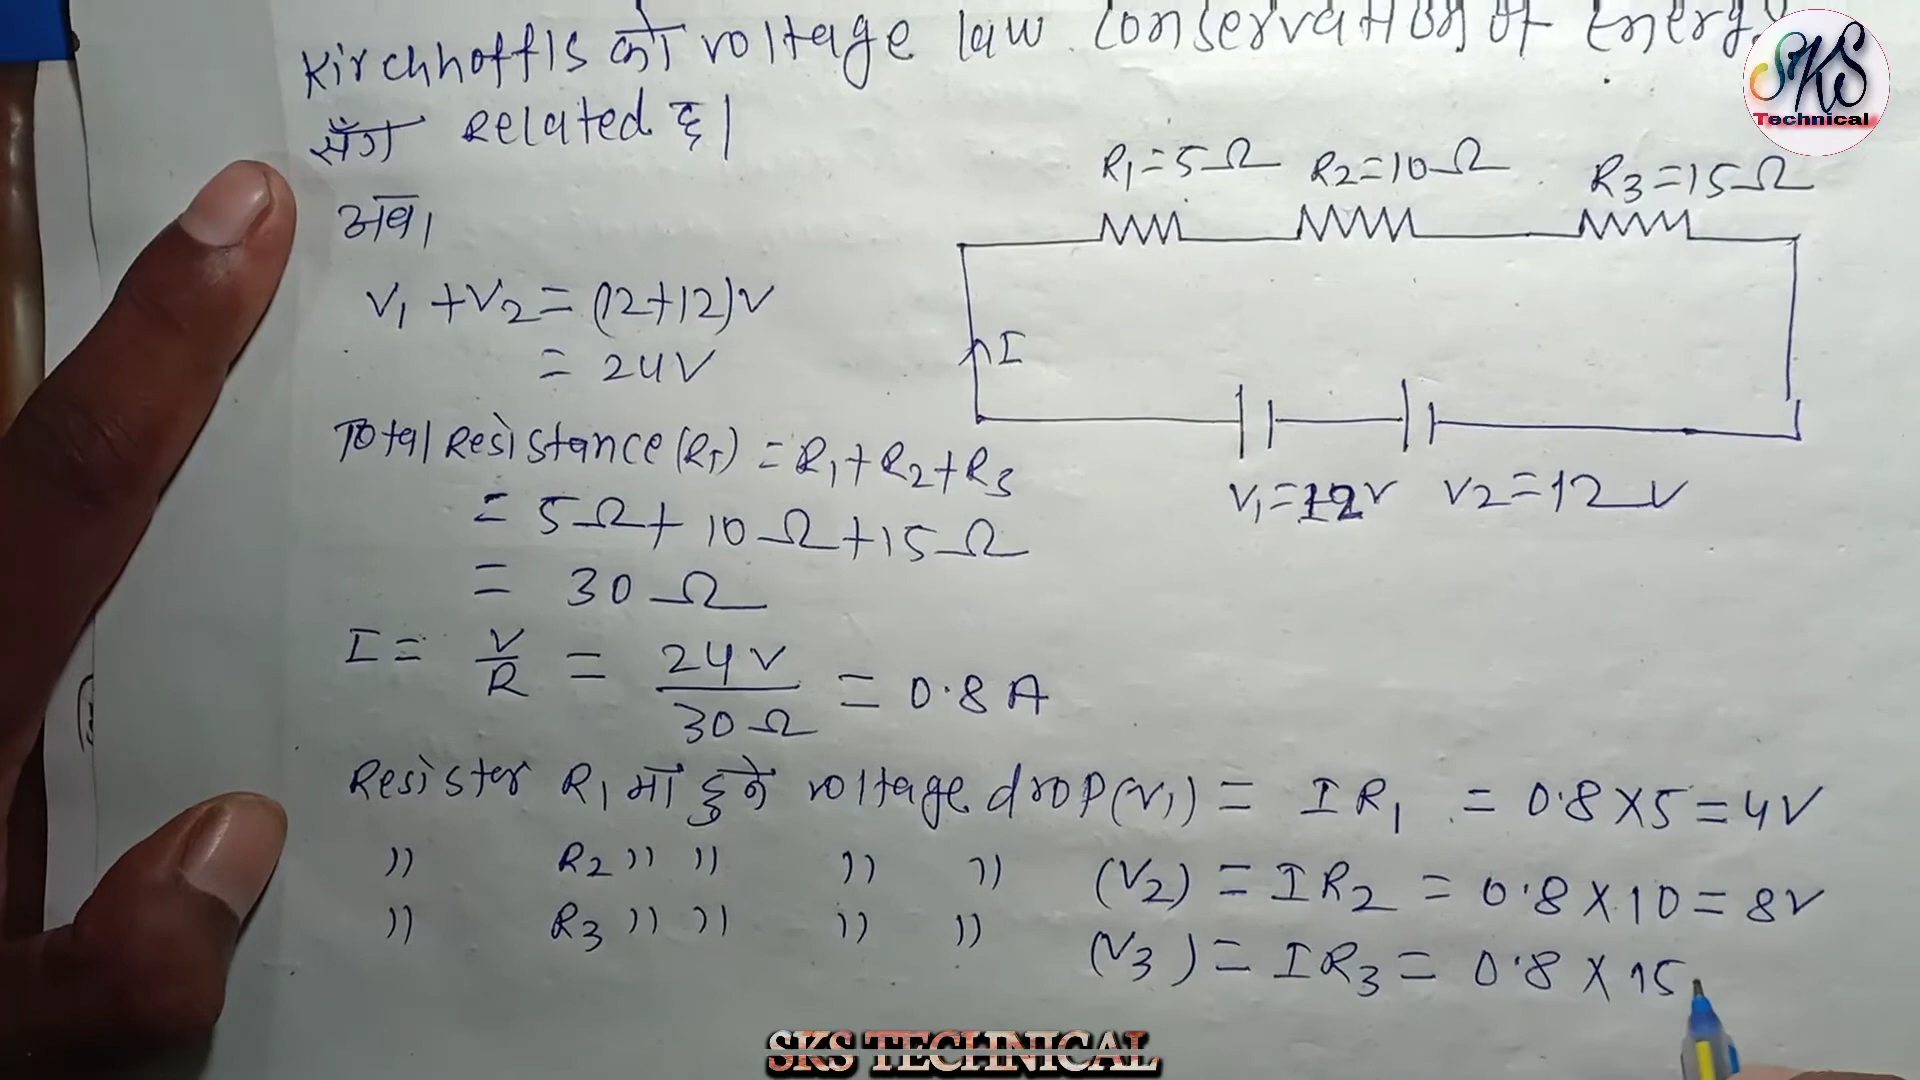 Kirchhoff's को voltage law conservation of Energy
सँग Related छ।
अब।
V1 + V2 = (12+12)V
= 24V
Total Resistance (RT) = R1 + R2 + R3
= 5Ω + 10Ω + 15Ω
= 30Ω
I = V/R = 24V/30Ω = 0.8 A
Resister R1 मा हुने voltage drop (V1) = IR1 = 0.8 X 5 = 4V
,, R2 ,, ,, ,, ,, (V2) = IR2 = 0.8 X 10 = 8V
,, R3 ,, ,, ,, ,, (V3) = IR3 = 0.8 X 15
R1 = 5Ω R2 = 10Ω R3 = 15Ω
I
V1 = 12V V2 = 12V
SKS
Technical
SKS TECHNICAL